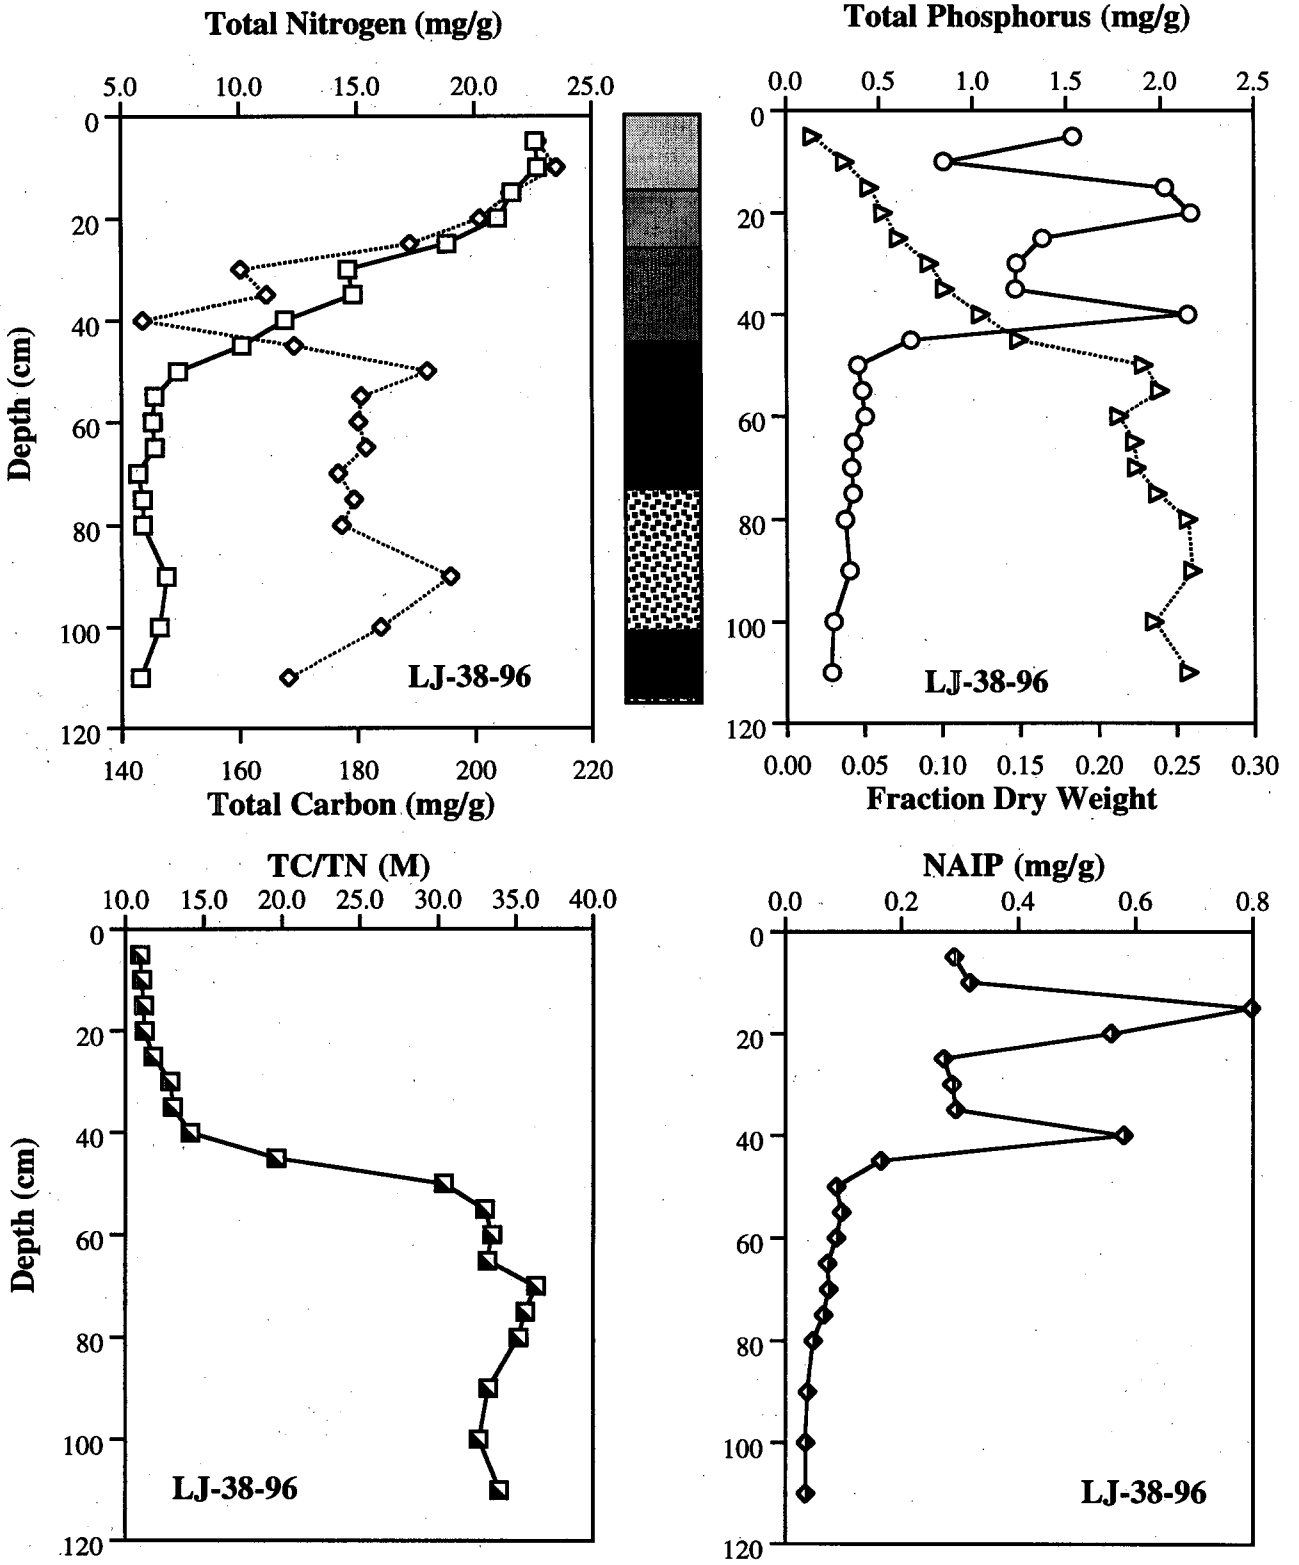 Total Nitrogen (mg/g)
5.0 10.0 15.0 20.0 25.0
0
20
40
60
80
100
120
Depth (cm)
LJ-38-96
140 160 180 200 220
Total Carbon (mg/g)
Total Phosphorus (mg/g)
0.0 0.5 1.0 1.5 2.0 2.5
0
20
40
60
80
100
120
LJ-38-96
0.00 0.05 0.10 0.15 0.20 0.25 0.30
Fraction Dry Weight
TC/TN (M)
10.0 15.0 20.0 25.0 30.0 35.0 40.0
0
20
40
60
80
100
120
Depth (cm)
LJ-38-96
NAIP (mg/g)
0.0 0.2 0.4 0.6 0.8
0
20
40
60
80
100
120
LJ-38-96